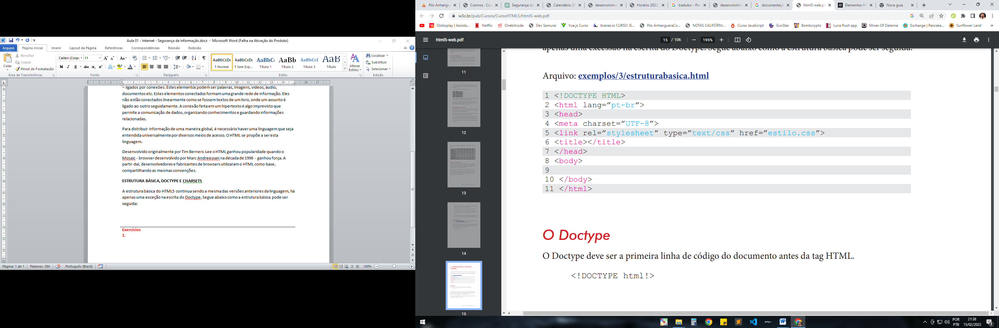 Aula 01 - Internet - Segurança da Informação.docx - Microsoft Word (Falha na Ativação do Produto)
Arquivo Página Inicial Inserir Layout da Página Referências Correspondências Revisão Exibição
Colar
Recortar
Copiar
Pincel de Formatação
Área de Transferência
Calibri (Corpc 11
Fonte
Parágrafo
AaBbCcDc AaBbCcDc AaBbC AaBb AaBbCcI AaB
¶ Normal ¶ Sem Esp... Título 1 Título 2 Título 3 Título
Alterar
Estilos
Estilo
Localizar
Substituir
Selecionar
Edição
– ligados por conexões. Estes elementos podem ser palavras, imagens, vídeos, áudio,
documentos etc. Estes elementos conectados formam uma grande rede de informação. Eles
não estão conectados linearmente como se fossem textos de um livro, onde um assunto é
ligado ao outro seguidamente. A conexão feita em um hipertexto é algo imprevisto que
permite a comunicação de dados, organizando conhecimentos e guardando informações
relacionadas.
Para distribuir informação de uma maneira global, é necessário haver uma linguagem que seja
entendida universalmente por diversos meios de acesso. O HTML se propõe a ser esta
linguagem.
Desenvolvido originalmente por Tim Berners-Lee o HTML ganhou popularidade quando o
Mosaic - browser desenvolvido por Marc Andreessen na década de 1990 - ganhou força. A
partir daí, desenvolvedores e fabricantes de browsers utilizaram o HTML como base,
compartilhando as mesmas convenções.
ESTRUTURA BÁSICA, DOCTYPE E CHARSETS
A estrutura básica do HTML5 continua sendo a mesma das versões anteriores da linguagem, há
apenas uma exceção na escrita do Doctype. Segue abaixo como a estrutura básica pode ser
seguida:
Exercícios
1.
Página: 1 de 1 Palavras: 284 Português (Brasil) 100%
Pós Anhangu Cosmos · Cos Segurança da Calendário 20 desenvolvime Horário 2023 tradutor - Pes desenvolvime documentaçã html5-web.po Elementos HT Nova guia
w3c.br/pub/Cursos/CursoHTML5/html5-web.pdf
Globoplay | Assista... Netflix Onebitcode Dev Samurai Vue.js Curso branas.io CURSO JS... Pós AnhangueraCo... NOTAS CALIFÓRNI... Curso JavaScript GunStar Bombcrypto Luna Rush app Mines Of Dalarnia Exchange | Pancake... Sunflower Land
html5-web.pdf 15 / 106 195%
11
12
13
14
15
apenas uma excessão na escrita do Doctype. Segue abaixo como a estrutura básica pode ser seguida:
Arquivo: exemplos/3/estruturabasica.html
1 <!DOCTYPE HTML>
2 <html lang=”pt-br”>
3 <head>
4 <meta charset=”UTF-8”>
5 <link rel=”stylesheet” type=”text/css” href=”estilo.css”>
6 <title></title>
7 </head>
8 <body>
9
10 </body>
11 </html>
O Doctype
O Doctype deve ser a primeira linha de código do documento antes da tag HTML.
<!DOCTYPE html!>
POR
PTB
21:38
15/02/2023
2